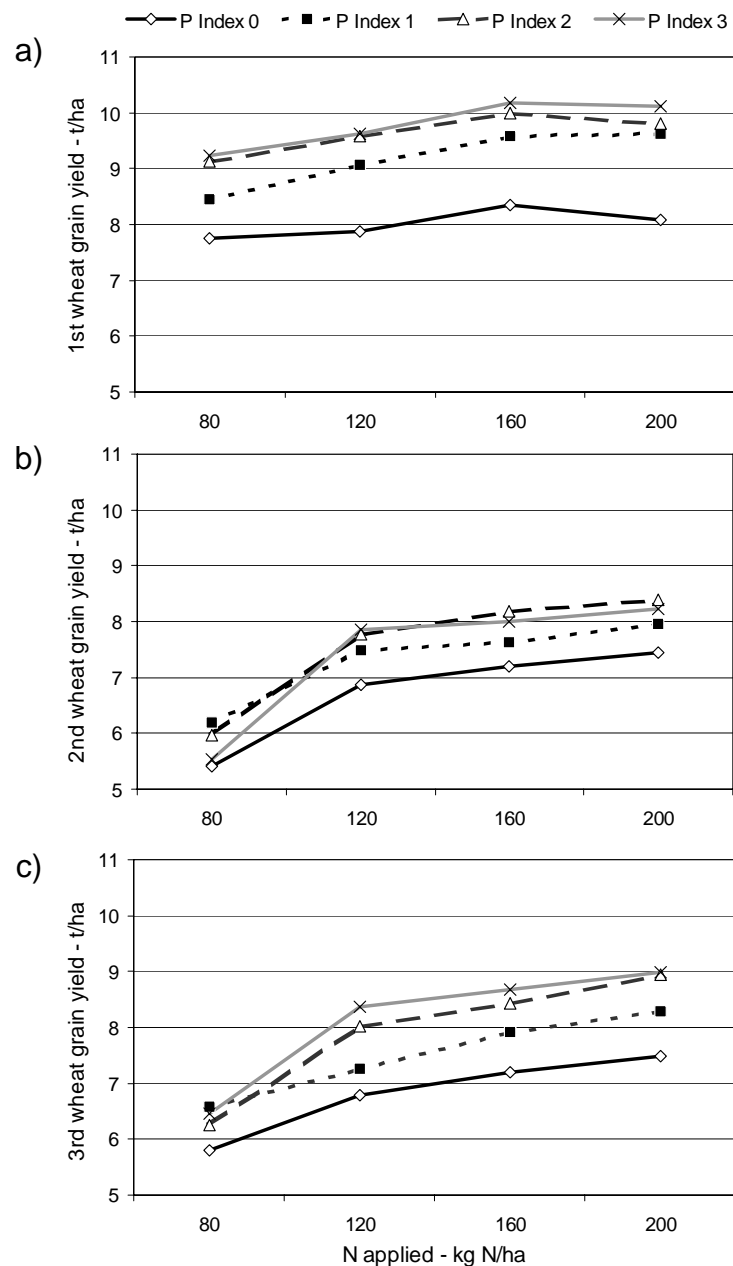 P Index 0 P Index 1 P Index 2 P Index 3
a)
1st wheat grain yield - t/ha
11
10
9
8
7
6
5
80 120 160 200
b)
2nd wheat grain yield - t/ha
11
10
9
8
7
6
5
80 120 160 200
c)
3rd wheat grain yield - t/ha
11
10
9
8
7
6
5
80 120 160 200
N applied - kg N/ha